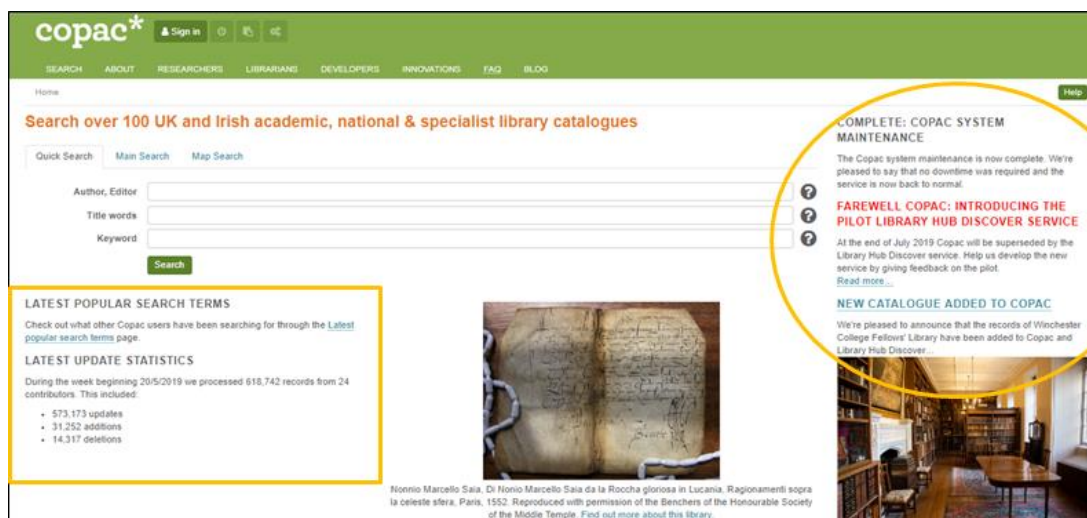 copac*
Sign in
SEARCH ABOUT RESEARCHERS LIBRARIANS DEVELOPERS INNOVATIONS FAQ BLOG
Home
Help
Search over 100 UK and Irish academic, national & specialist library catalogues
Quick Search Main Search Map Search
Author, Editor
Title words
Keyword
Search
LATEST POPULAR SEARCH TERMS
Check out what other Copac users have been searching for through the Latest
popular search terms page.
LATEST UPDATE STATISTICS
During the week beginning 20/5/2019 we processed 618,742 records from 24
contributors. This included:
• 573,173 updates
• 31,252 additions
• 14,317 deletions
Nonnio Marcello Saia, Di Nonio Marcello Saia da la Roccha gloriosa in Lucania, Ragionamenti sopra
la celeste sfera, Paris, 1552. Reproduced with permission of the Benchers of the Honourable Society
of the Middle Temple. Find out more about this library.
COMPLETE: COPAC SYSTEM
MAINTENANCE
The Copac system maintenance is now complete. We're
pleased to say that no downtime was required and the
service is now back to normal.
FAREWELL COPAC: INTRODUCING THE
PILOT LIBRARY HUB DISCOVER SERVICE
At the end of July 2019 Copac will be superseded by the
Library Hub Discover service. Help us develop the new
service by giving feedback on the pilot.
Read more...
NEW CATALOGUE ADDED TO COPAC
We're pleased to announce that the records of Winchester
College Fellows' Library have been added to Copac and
Library Hub Discover...